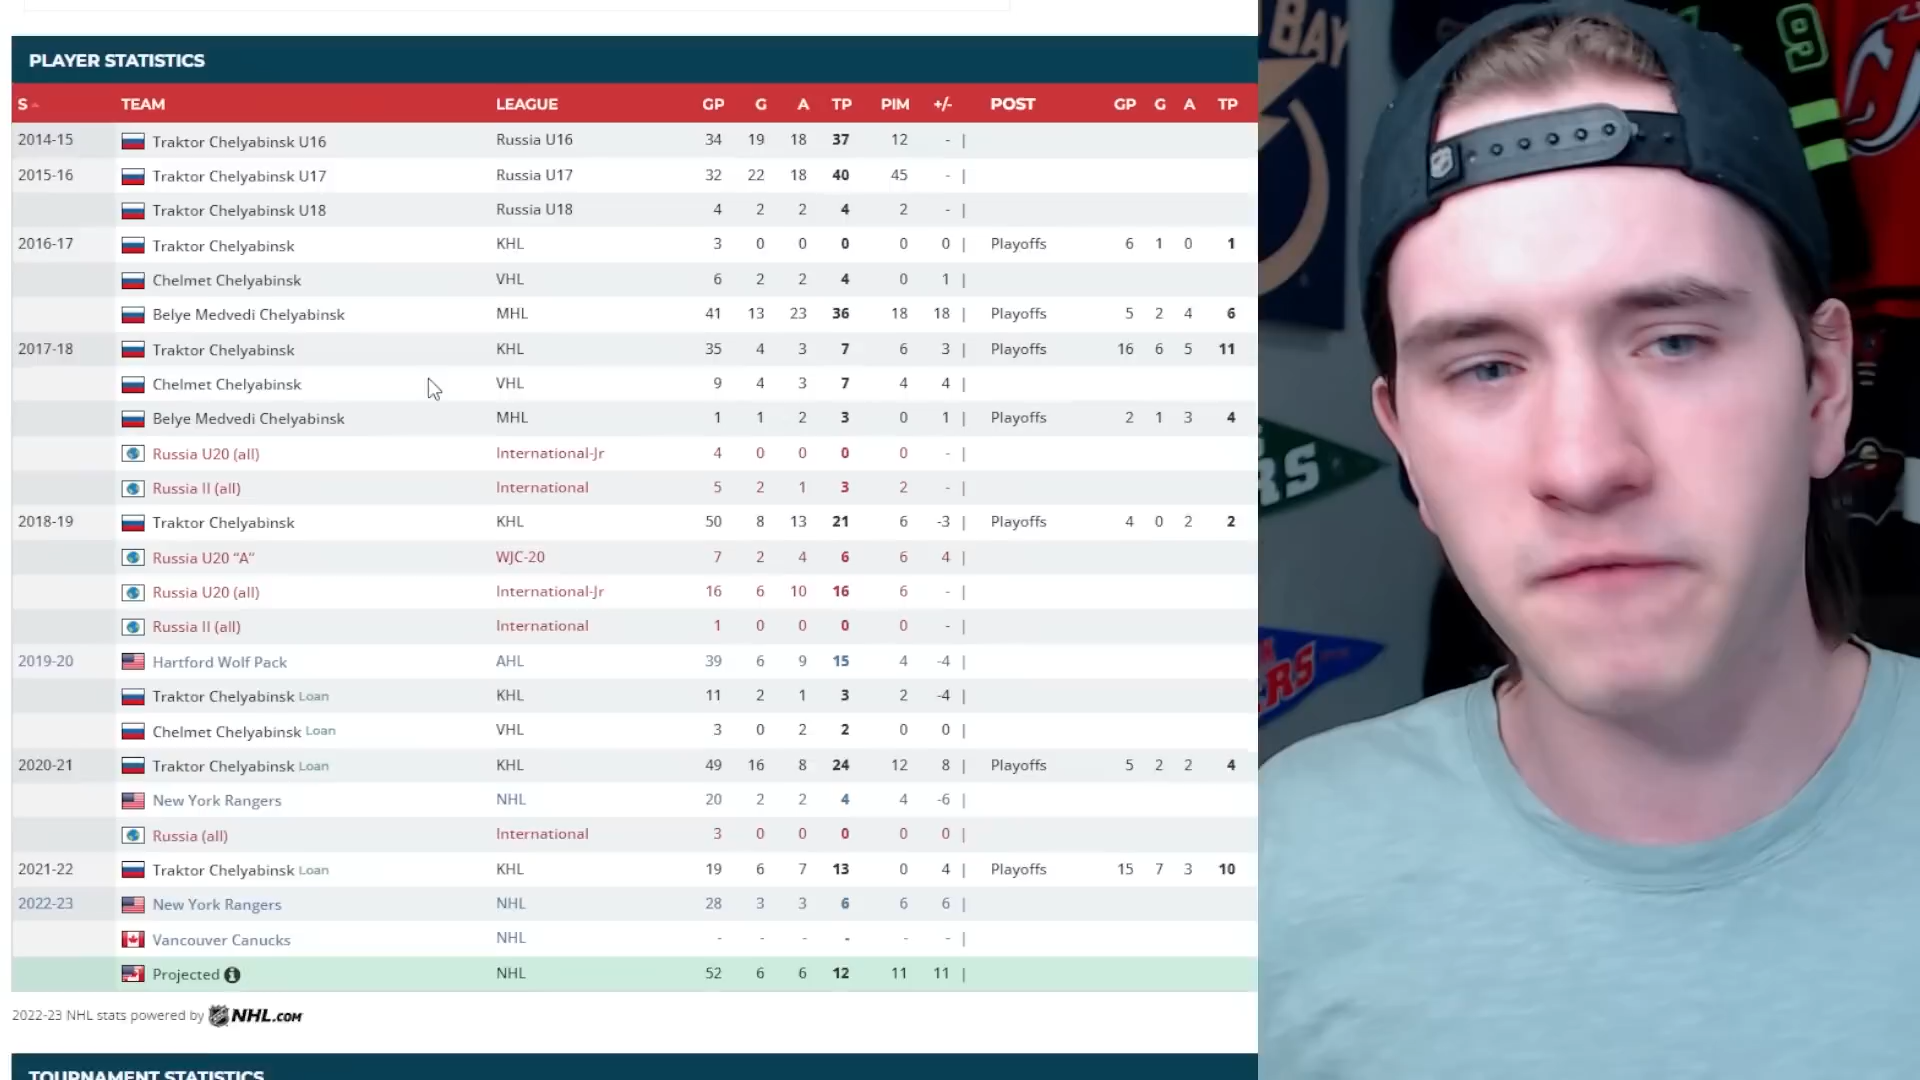 PLAYER STATISTICS
S TEAM LEAGUE GP G A TP PIM +/- POST GP G A TP
2014-15 Traktor Chelyabinsk U16 Russia U16 34 19 18 37 12 - |
2015-16 Traktor Chelyabinsk U17 Russia U17 32 22 18 40 45 - |
Traktor Chelyabinsk U18 Russia U18 4 2 2 4 2 - |
2016-17 Traktor Chelyabinsk KHL 3 0 0 0 0 0 | Playoffs 6 1 0 1
Chelmet Chelyabinsk VHL 6 2 2 4 0 1 |
Belye Medvedi Chelyabinsk MHL 41 13 23 36 18 18 | Playoffs 5 2 4 6
2017-18 Traktor Chelyabinsk KHL 35 4 3 7 6 3 | Playoffs 16 6 5 11
Chelmet Chelyabinsk VHL 9 4 3 7 4 4 |
Belye Medvedi Chelyabinsk MHL 1 1 2 3 0 1 | Playoffs 2 1 3 4
Russia U20 (all) International-Jr 4 0 0 0 0 - |
Russia II (all) International 5 2 1 3 2 - |
2018-19 Traktor Chelyabinsk KHL 50 8 13 21 6 -3 | Playoffs 4 0 2 2
Russia U20 “A” WJC-20 7 2 4 6 6 4 |
Russia U20 (all) International-Jr 16 6 10 16 6 - |
Russia II (all) International 1 0 0 0 0 - |
2019-20 Hartford Wolf Pack AHL 39 6 9 15 4 -4 |
Traktor Chelyabinsk Loan KHL 11 2 1 3 2 -4 |
Chelmet Chelyabinsk Loan VHL 3 0 2 2 0 0 |
2020-21 Traktor Chelyabinsk Loan KHL 49 16 8 24 12 8 | Playoffs 5 2 2 4
New York Rangers NHL 20 2 2 4 4 -6 |
Russia (all) International 3 0 0 0 0 0 |
2021-22 Traktor Chelyabinsk Loan KHL 19 6 7 13 0 4 | Playoffs 15 7 3 10
2022-23 New York Rangers NHL 28 3 3 6 6 6 |
Vancouver Canucks NHL - - - - - - |
Projected NHL 52 6 6 12 11 11 |
2022-23 NHL stats powered by NHL.COM
TOURNAMENT STATISTICS
BAY
9